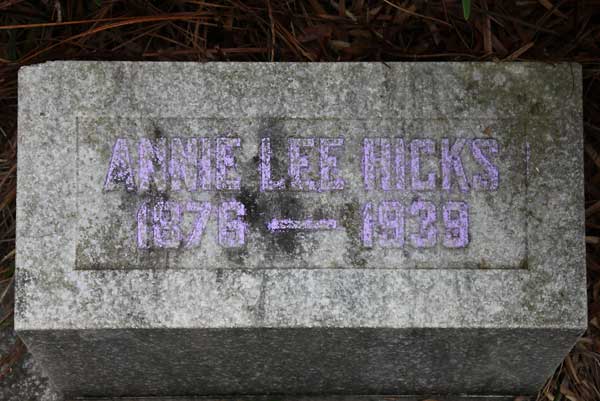 ANNIE LEE HICKS
1876 — 1939